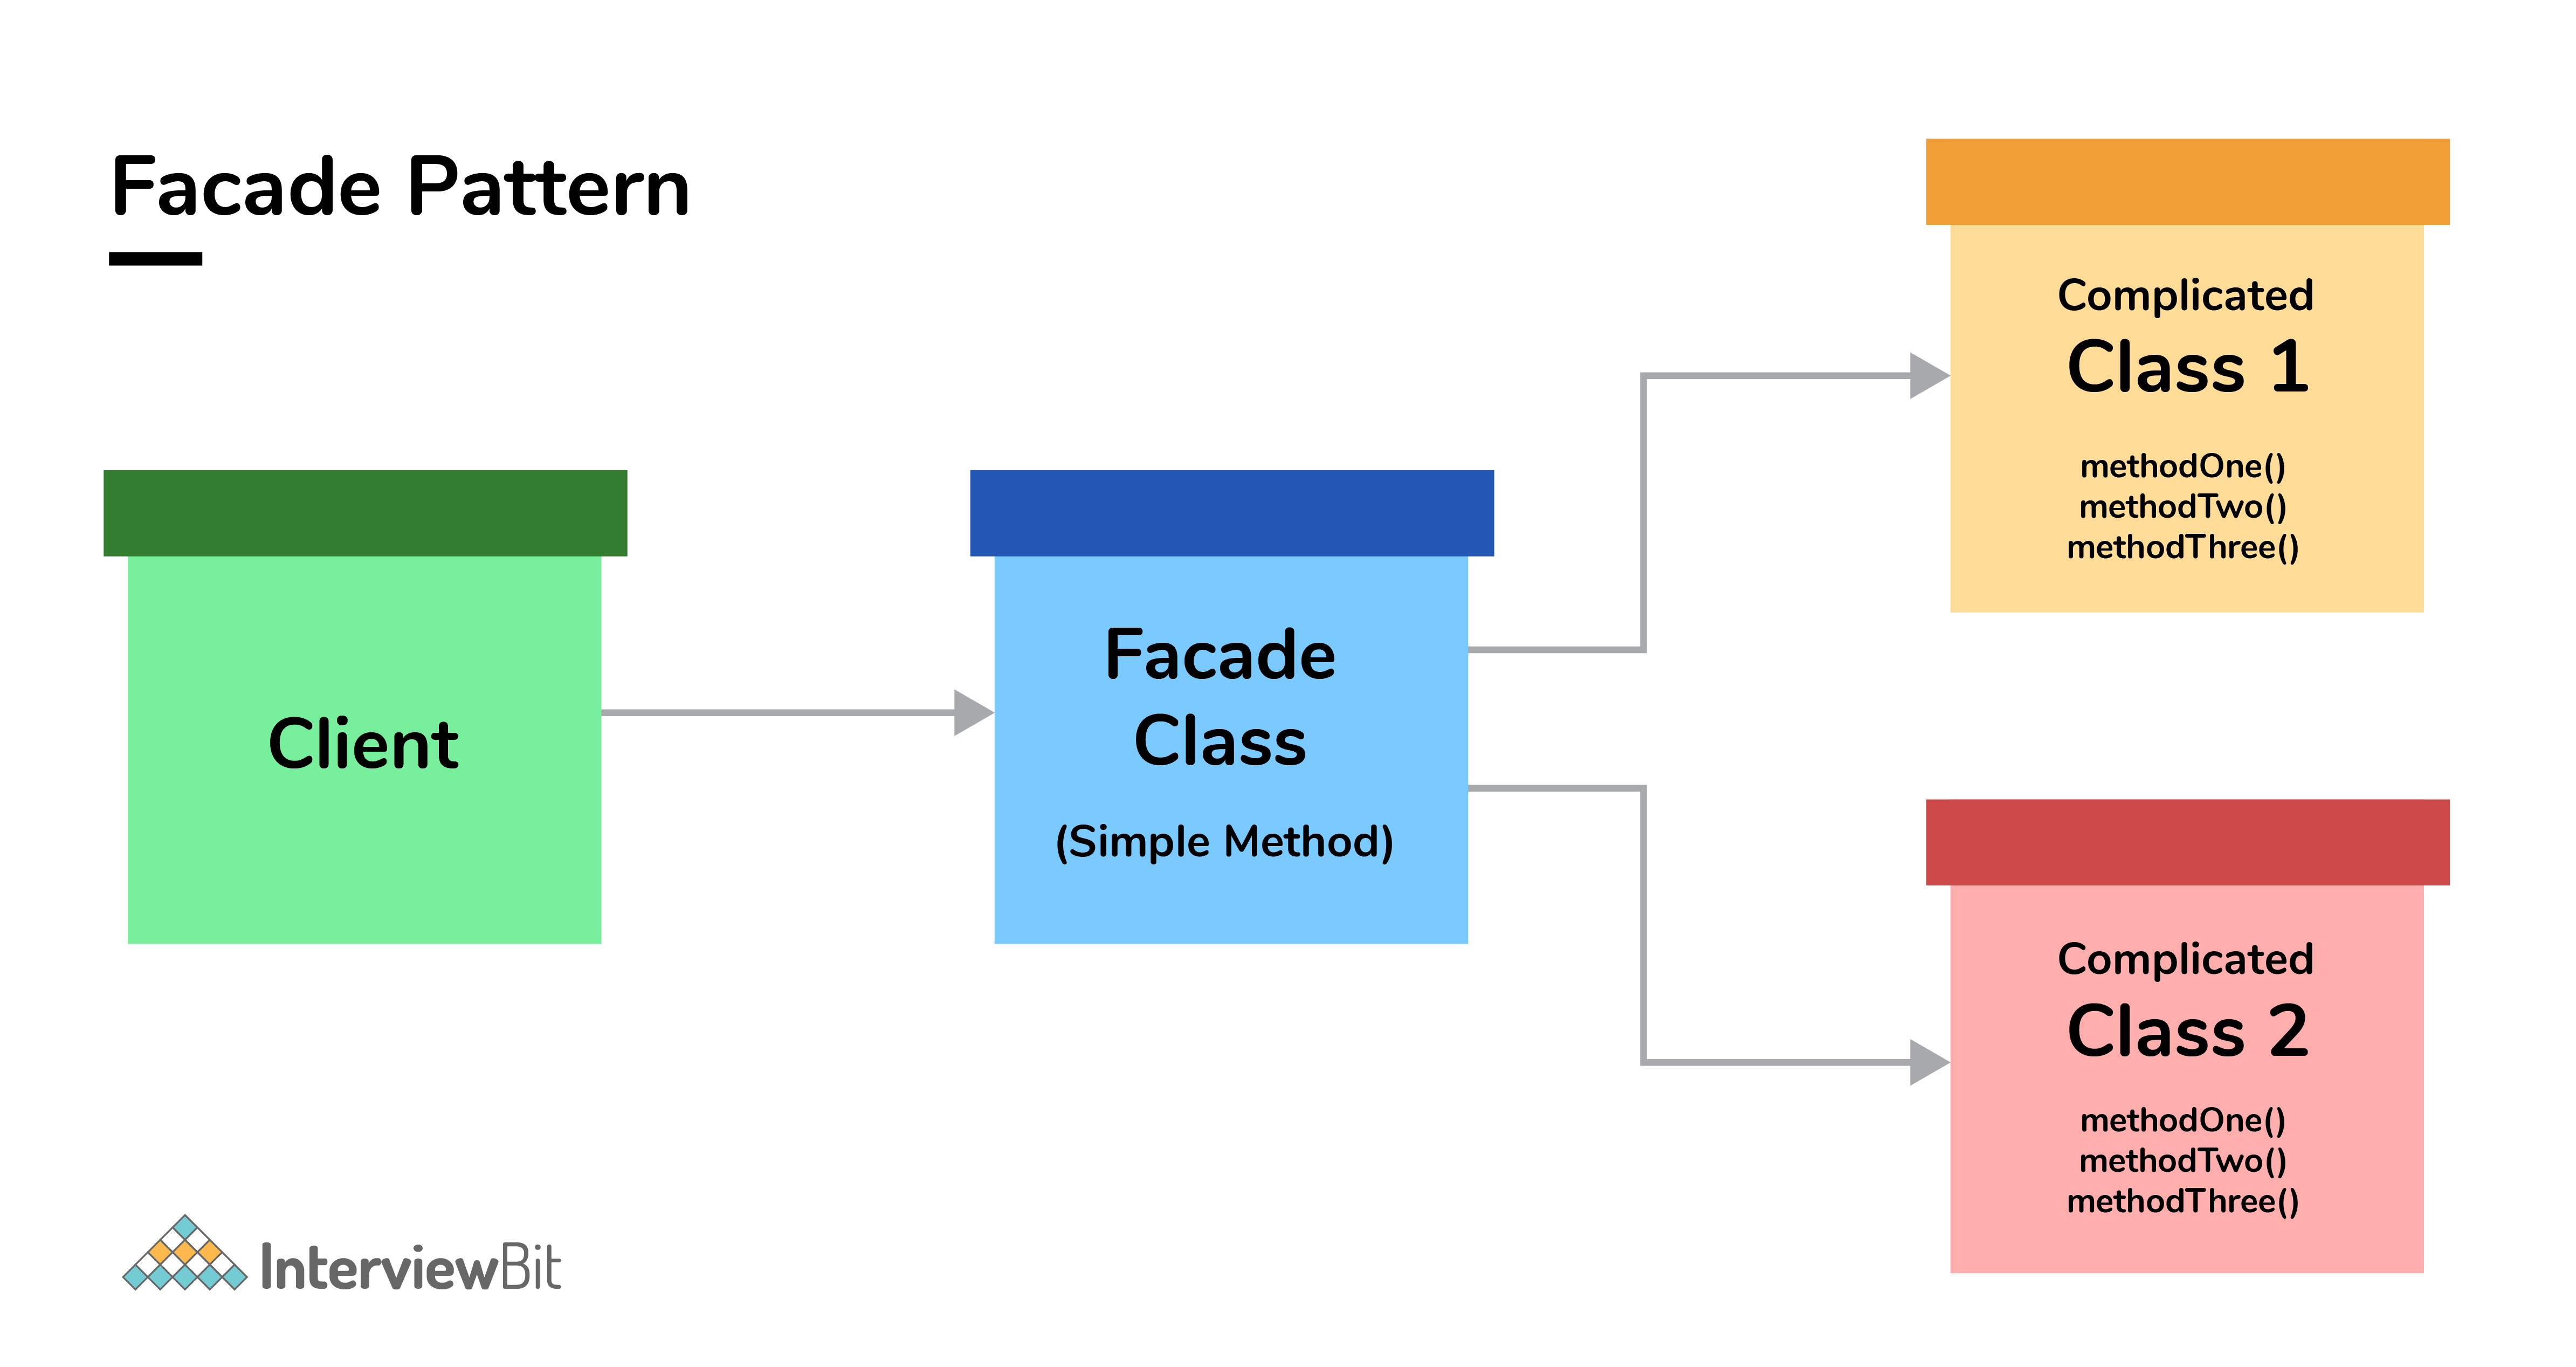 Facade Pattern
Client
Facade
Class
(Simple Method)
Complicated
Class 1
methodOne()
methodTwo()
methodThree()
Complicated
Class 2
methodOne()
methodTwo()
methodThree()
InterviewBit